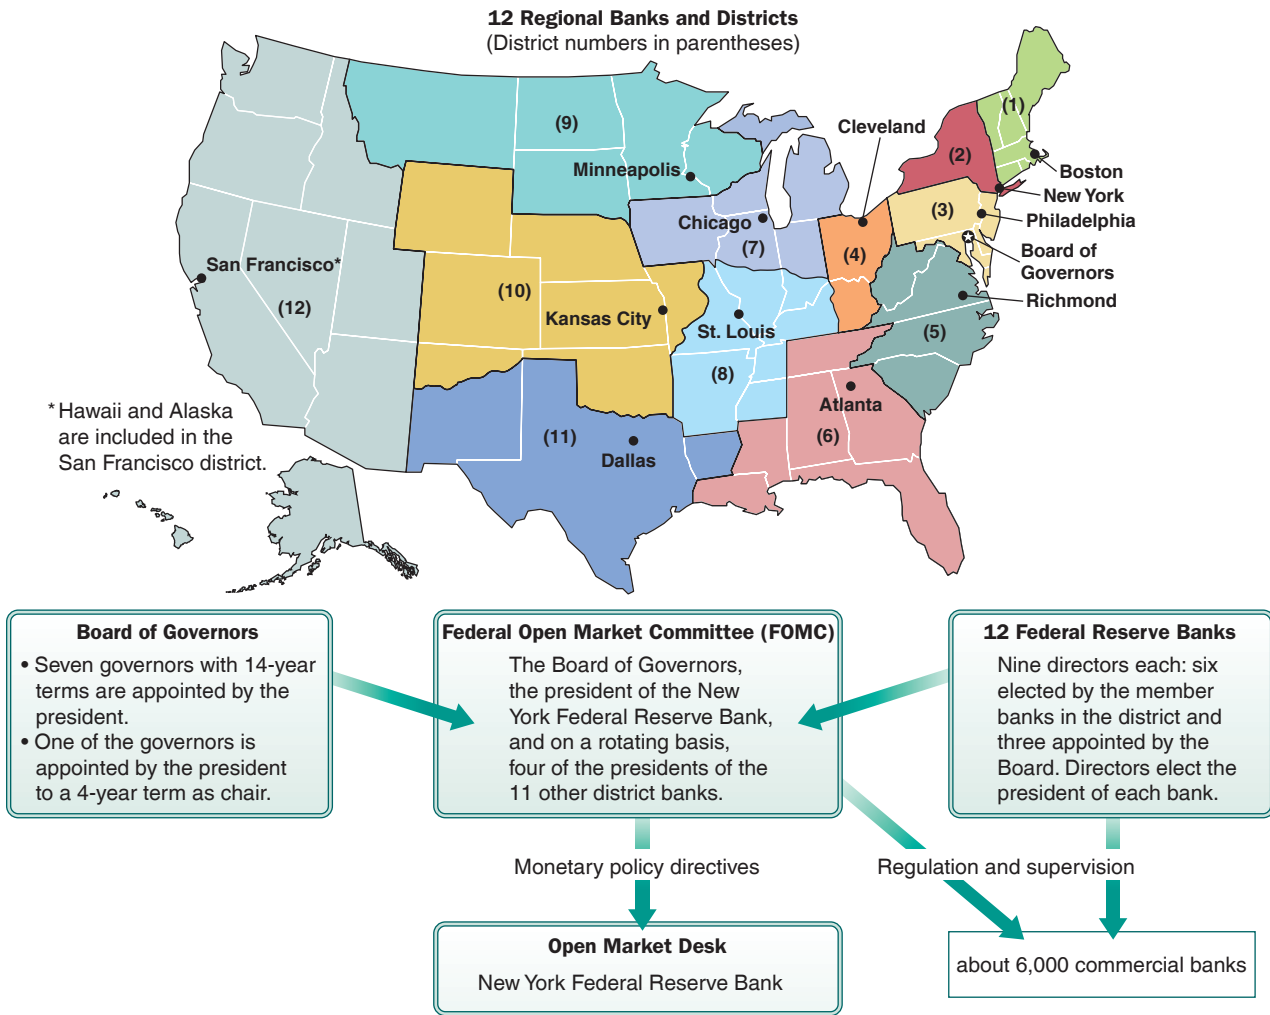 12 Regional Banks and Districts
(District numbers in parentheses)
(1)
Cleveland
(9)
(2)
Minneapolis
Boston
New York
(3)
Chicago
Philadelphia
(7)
(4)
Board of
Governors
San Francisco*
(10)
Richmond
(12)
Kansas City
St. Louis
(5)
(8)
*Hawaii and Alaska
are included in the
San Francisco district.
Atlanta
(11)
(6)
Dallas
Board of Governors
• Seven governors with 14-year
terms are appointed by the
president.
• One of the governors is
appointed by the president
to a 4-year term as chair.
Federal Open Market Committee (FOMC)
The Board of Governors,
the president of the New
York Federal Reserve Bank,
and on a rotating basis,
four of the presidents of the
11 other district banks.
12 Federal Reserve Banks
Nine directors each: six
elected by the member
banks in the district and
three appointed by the
Board. Directors elect the
president of each bank.
Monetary policy directives
Regulation and supervision
Open Market Desk
New York Federal Reserve Bank
about 6,000 commercial banks